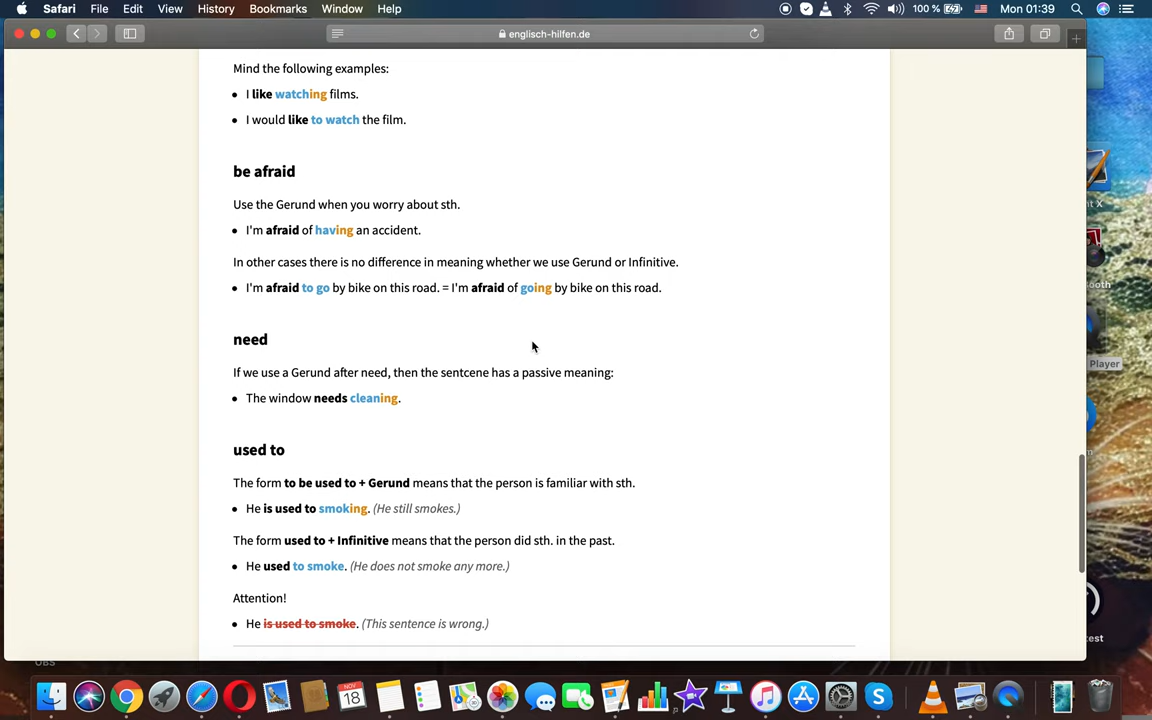 Safari File Edit View History Bookmarks Window Help 100 % Mon 01:39
englisch-hilfen.de
Mind the following examples:
• I like watching films.
• I would like to watch the film.
be afraid
Use the Gerund when you worry about sth.
• I'm afraid of having an accident.
In other cases there is no difference in meaning whether we use Gerund or Infinitive.
• I'm afraid to go by bike on this road. = I'm afraid of going by bike on this road.
need
If we use a Gerund after need, then the sentcene has a passive meaning:
• The window needs cleaning.
used to
The form to be used to + Gerund means that the person is familiar with sth.
• He is used to smoking. (He still smokes.)
The form used to + Infinitive means that the person did sth. in the past.
• He used to smoke. (He does not smoke any more.)
Attention!
• He is used to smoke. (This sentence is wrong.)
Player
OBS
NOV
18